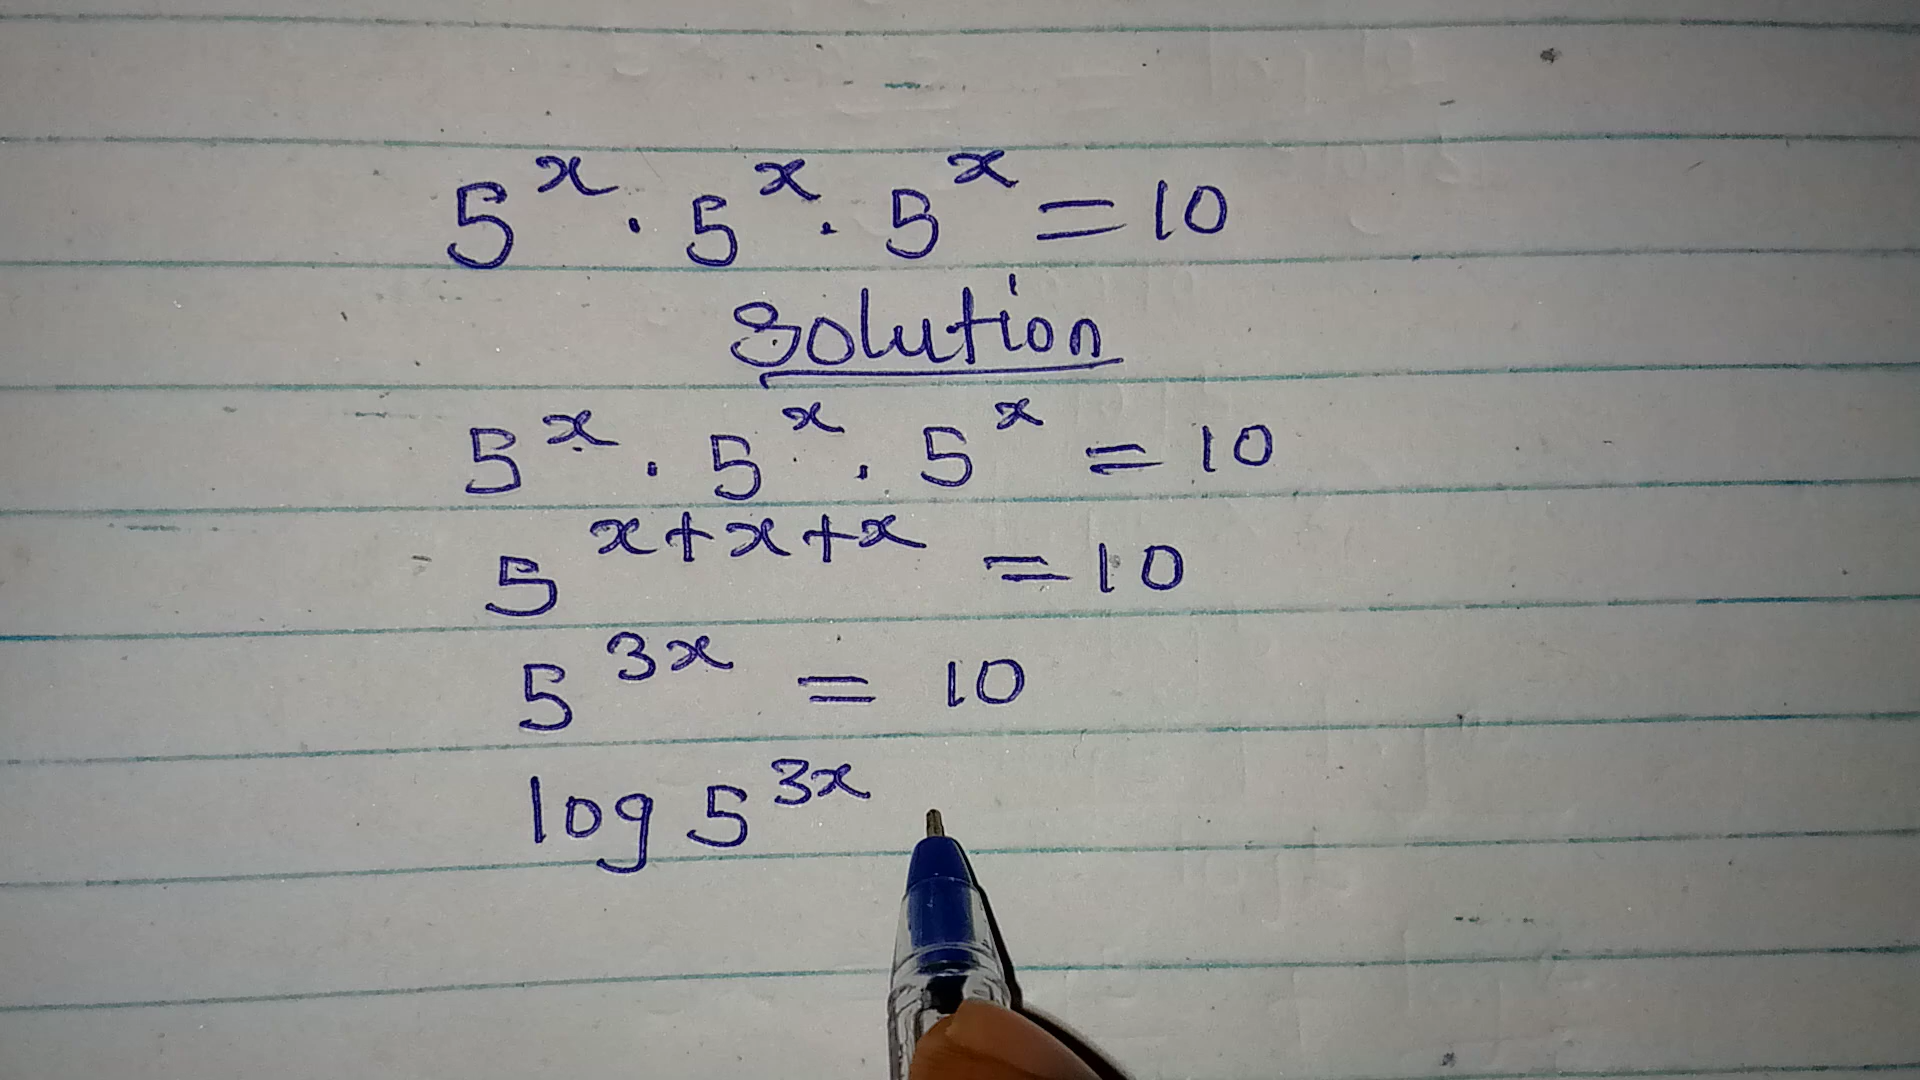 5^x · 5^x · 5^x = 10
Solution
5^x · 5^x · 5^x = 10
5^{x+x+x} = 10
5^{3x} = 10
log 5^{3x}